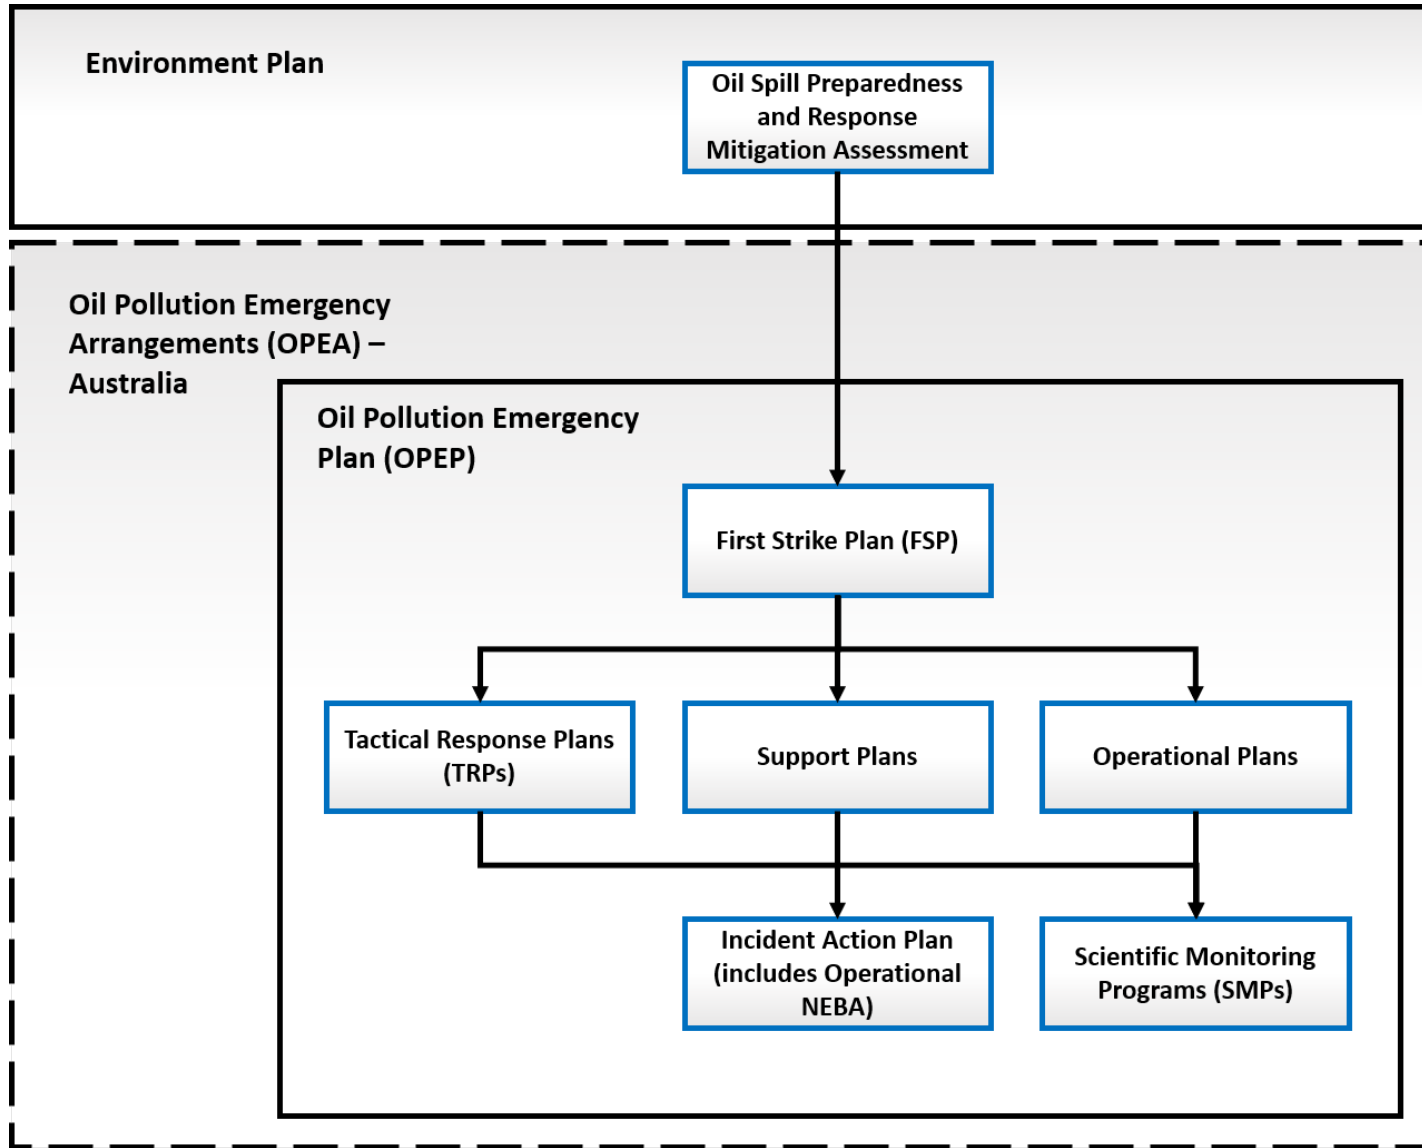 Environment Plan
Oil Spill Preparedness
and Response
Mitigation Assessment
Oil Pollution Emergency
Arrangements (OPEA) –
Australia
Oil Pollution Emergency
Plan (OPEP)
First Strike Plan (FSP)
Tactical Response Plans
(TRPs)
Support Plans
Operational Plans
Incident Action Plan
(includes Operational
NEBA)
Scientific Monitoring
Programs (SMPs)